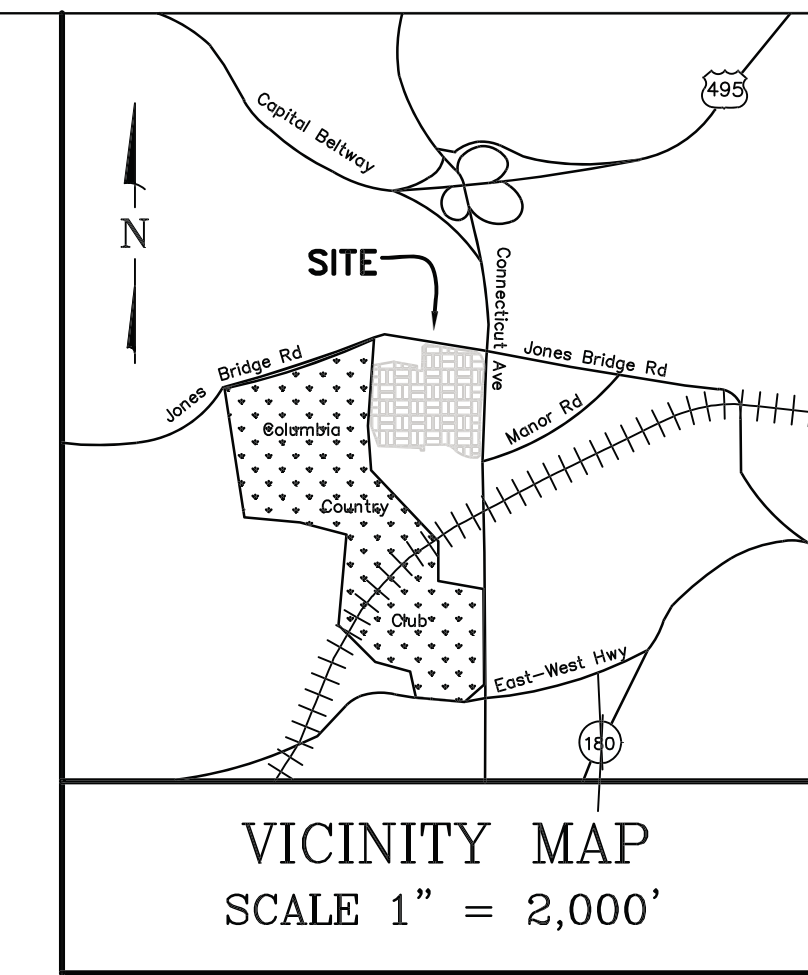 495
Capital Beltway
N
SITE
Connecticut Ave
Jones Bridge Rd
Jones Bridge Rd
Manor Rd
Columbia
Country
Club
East-West Hwy
180
VICINITY MAP
SCALE 1" = 2,000'